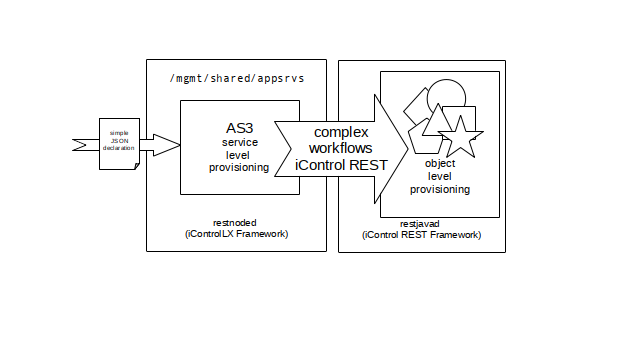 /mgmt/shared/appsrvs
simple
JSON
declaration
AS3
service
level
provisioning
complex
workflows
iControl REST
object
level
provisioning
restnoded
(iControlLX Framework)
restjavad
(iControl REST Framework)